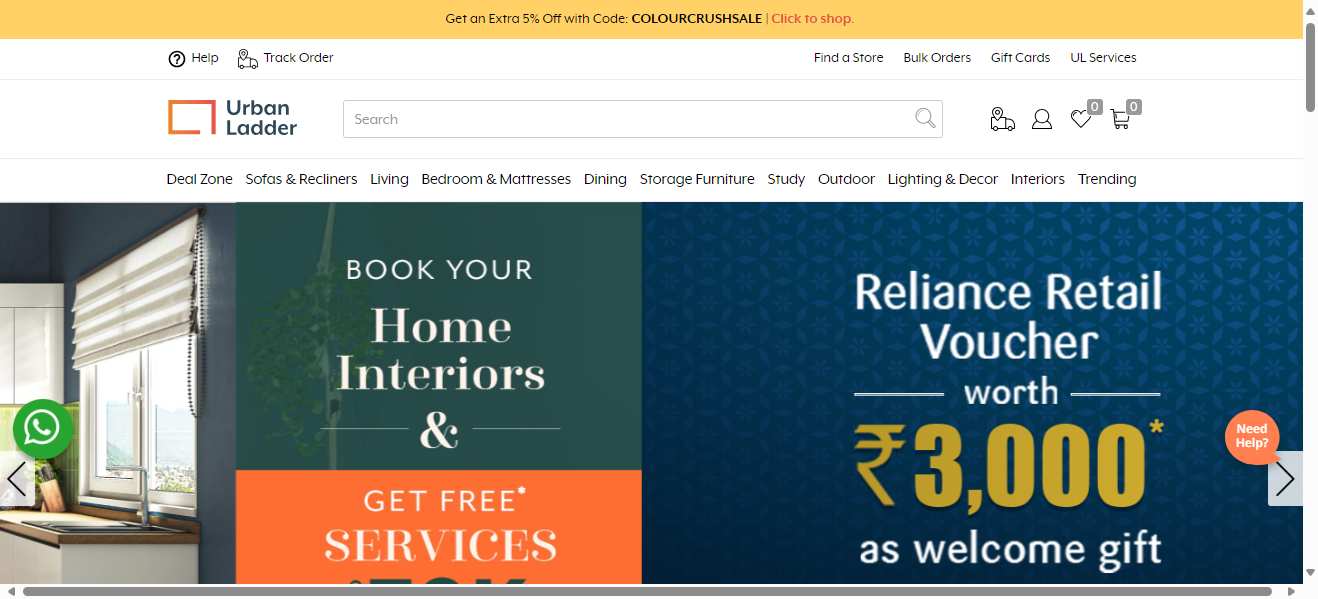 Get an Extra 5% Off with Code: COLOURCRUSHSALE | Click to shop.
Help
Track Order
Find a Store
Bulk Orders
Gift Cards
UL Services
Urban
Ladder
Search
0
0
Deal Zone
Sofas & Recliners
Living
Bedroom & Mattresses
Dining
Storage Furniture
Study
Outdoor
Lighting & Decor
Interiors
Trending
BOOK YOUR
Home
Interiors
&
GET FREE*
SERVICES
Reliance Retail
Voucher
worth
₹3,000*
as welcome gift
Need
Help?